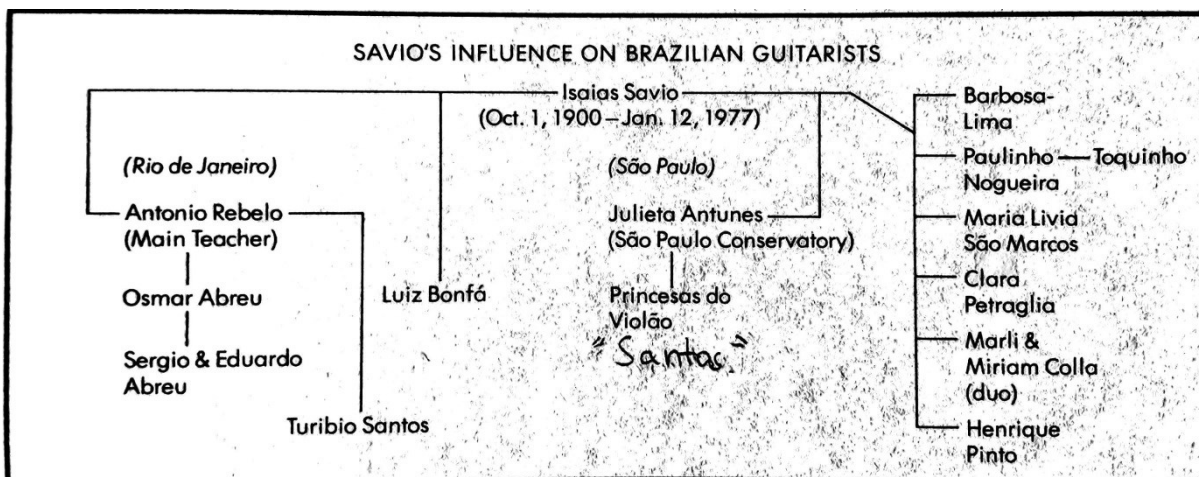 SAVIO'S INFLUENCE ON BRAZILIAN GUITARISTS
Isaias Savio
(Oct. 1, 1900–Jan. 12, 1977)
(Rio de Janeiro)
Antonio Rebelo
(Main Teacher)
Osmar Abreu
Sergio & Eduardo
Abreu
Turibio Santos
Luiz Bonfá
(São Paulo)
Julieta Antunes
(São Paulo Conservatory)
Princesas do
Violão
"Santos"
Barbosa-
Lima
Paulinho — Toquinho
Nogueira
Maria Livia
São Marcos
Clara
Petraglia
Marli &
Miriam Colla
(duo)
Henrique
Pinto